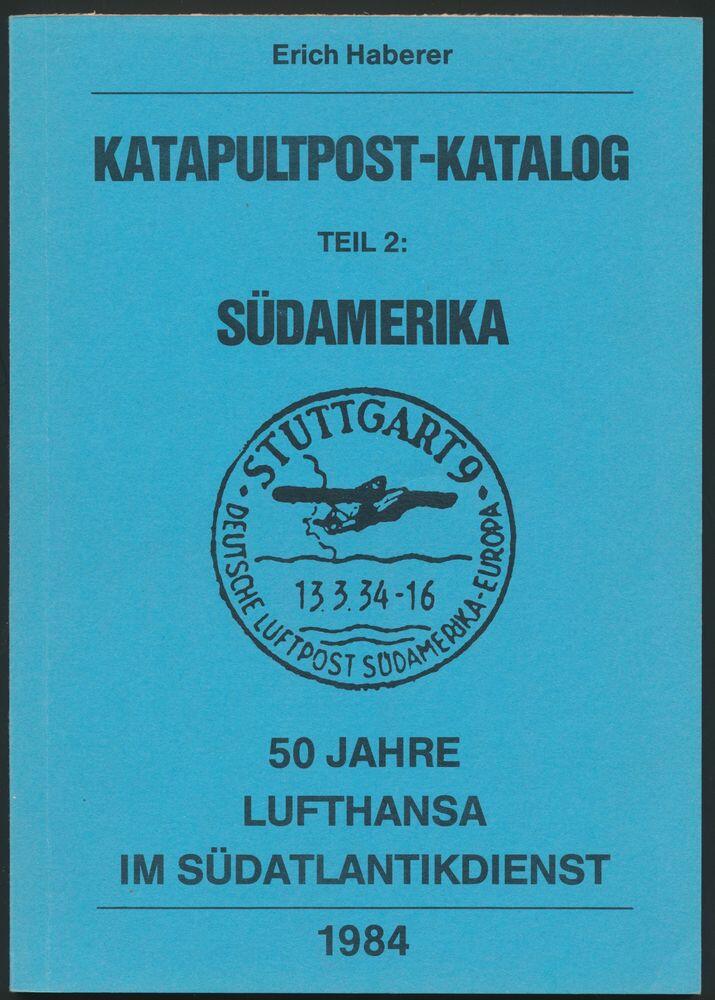 Erich Haberer
KATAPULTPOST-KATALOG
TEIL 2:
SÜDAMERIKA
STUTTGART 9
13.3.34-16
DEUTSCHE LUFTPOST SÜDAMERIKA-EUROPA
50 JAHRE
LUFTHANSA
IM SÜDATLANTIKDIENST
1984